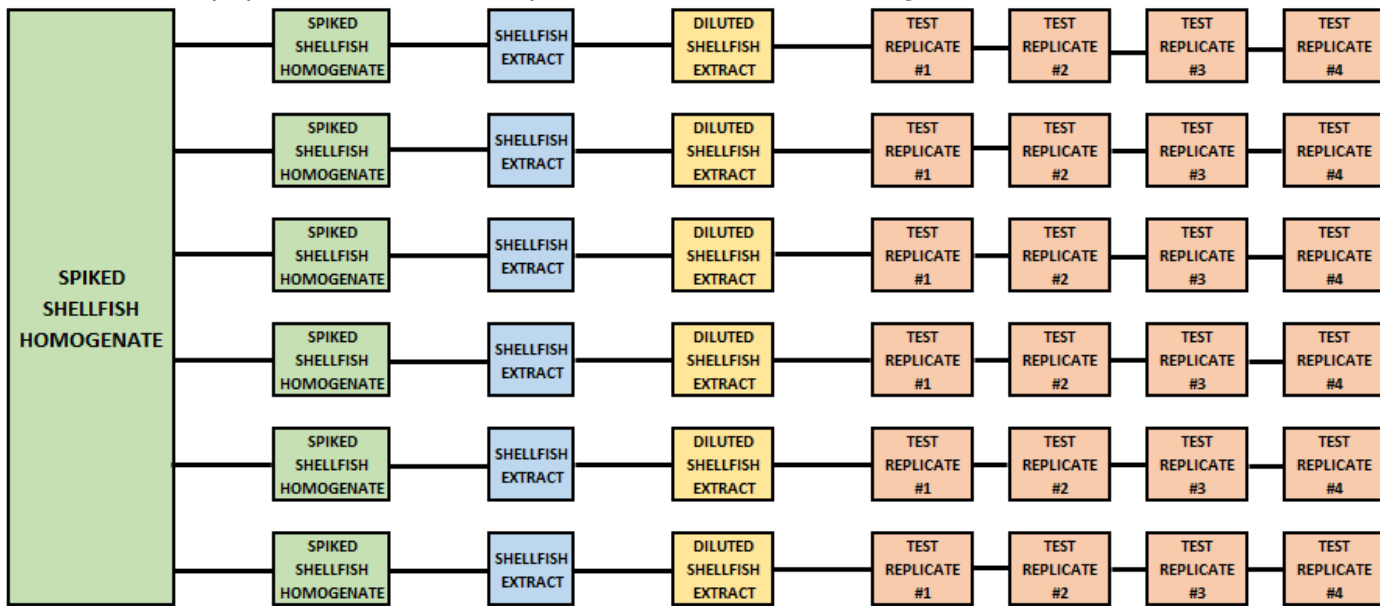 SPIKED
SHELLFISH
HOMOGENATE
SPIKED
SHELLFISH
HOMOGENATE
SHELLFISH
EXTRACT
DILUTED
SHELLFISH
EXTRACT
TEST
REPLICATE
#1
TEST
REPLICATE
#2
TEST
REPLICATE
#3
TEST
REPLICATE
#4
SPIKED
SHELLFISH
HOMOGENATE
SHELLFISH
EXTRACT
DILUTED
SHELLFISH
EXTRACT
TEST
REPLICATE
#1
TEST
REPLICATE
#2
TEST
REPLICATE
#3
TEST
REPLICATE
#4
SPIKED
SHELLFISH
HOMOGENATE
SHELLFISH
EXTRACT
DILUTED
SHELLFISH
EXTRACT
TEST
REPLICATE
#1
TEST
REPLICATE
#2
TEST
REPLICATE
#3
TEST
REPLICATE
#4
SPIKED
SHELLFISH
HOMOGENATE
SHELLFISH
EXTRACT
DILUTED
SHELLFISH
EXTRACT
TEST
REPLICATE
#1
TEST
REPLICATE
#2
TEST
REPLICATE
#3
TEST
REPLICATE
#4
SPIKED
SHELLFISH
HOMOGENATE
SHELLFISH
EXTRACT
DILUTED
SHELLFISH
EXTRACT
TEST
REPLICATE
#1
TEST
REPLICATE
#2
TEST
REPLICATE
#3
TEST
REPLICATE
#4
SPIKED
SHELLFISH
HOMOGENATE
SHELLFISH
EXTRACT
DILUTED
SHELLFISH
EXTRACT
TEST
REPLICATE
#1
TEST
REPLICATE
#2
TEST
REPLICATE
#3
TEST
REPLICATE
#4